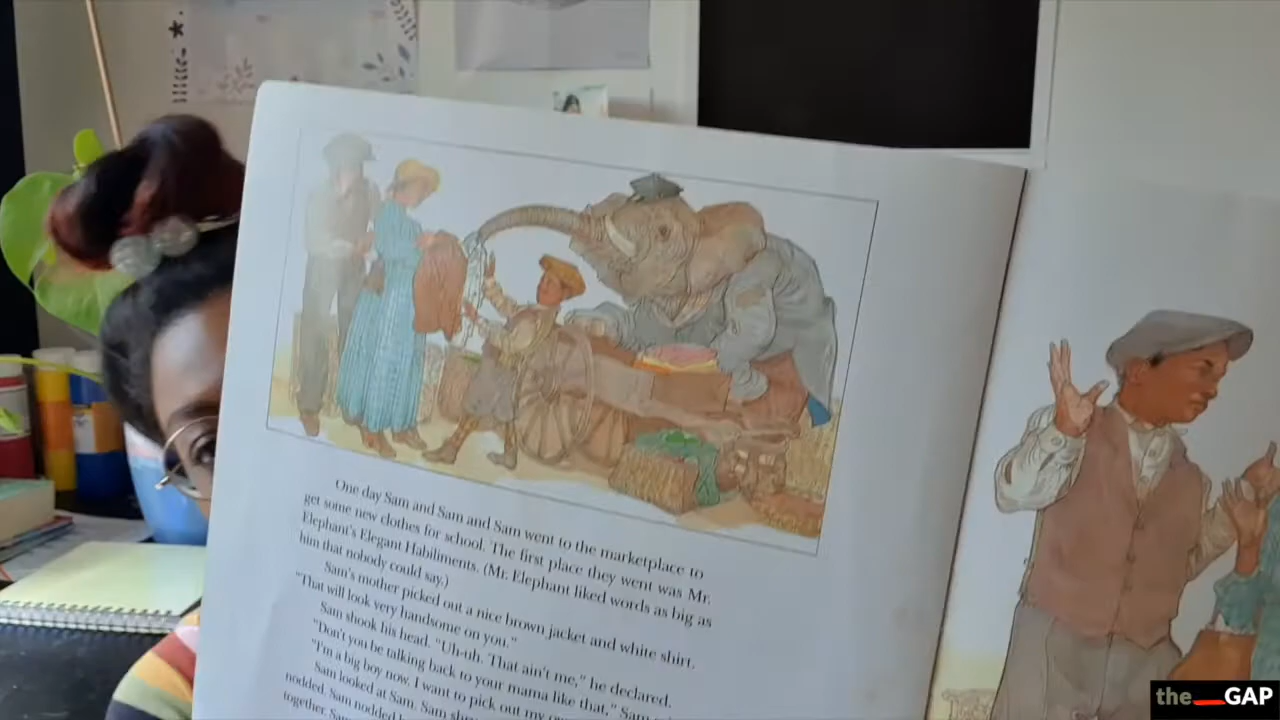 One day Sam and Sam and Sam went to the marketplace to
get some new clothes for school. The first place they went was Mr.
Elephant's Elegant Habiliments. (Mr. Elephant liked words as big as
him that nobody could say.)
Sam's mother picked out a nice brown jacket and white shirt.
"That will look very handsome on you."
Sam shook his head. "Uh-uh. That ain't me," he declared.
"Don't you be talking back to your mama like that," Sam
"I'm a big boy now. I want to pick out my
Sam looked at Sam. Sam
nodded. Sam nodded
together. Sam
the__GAP